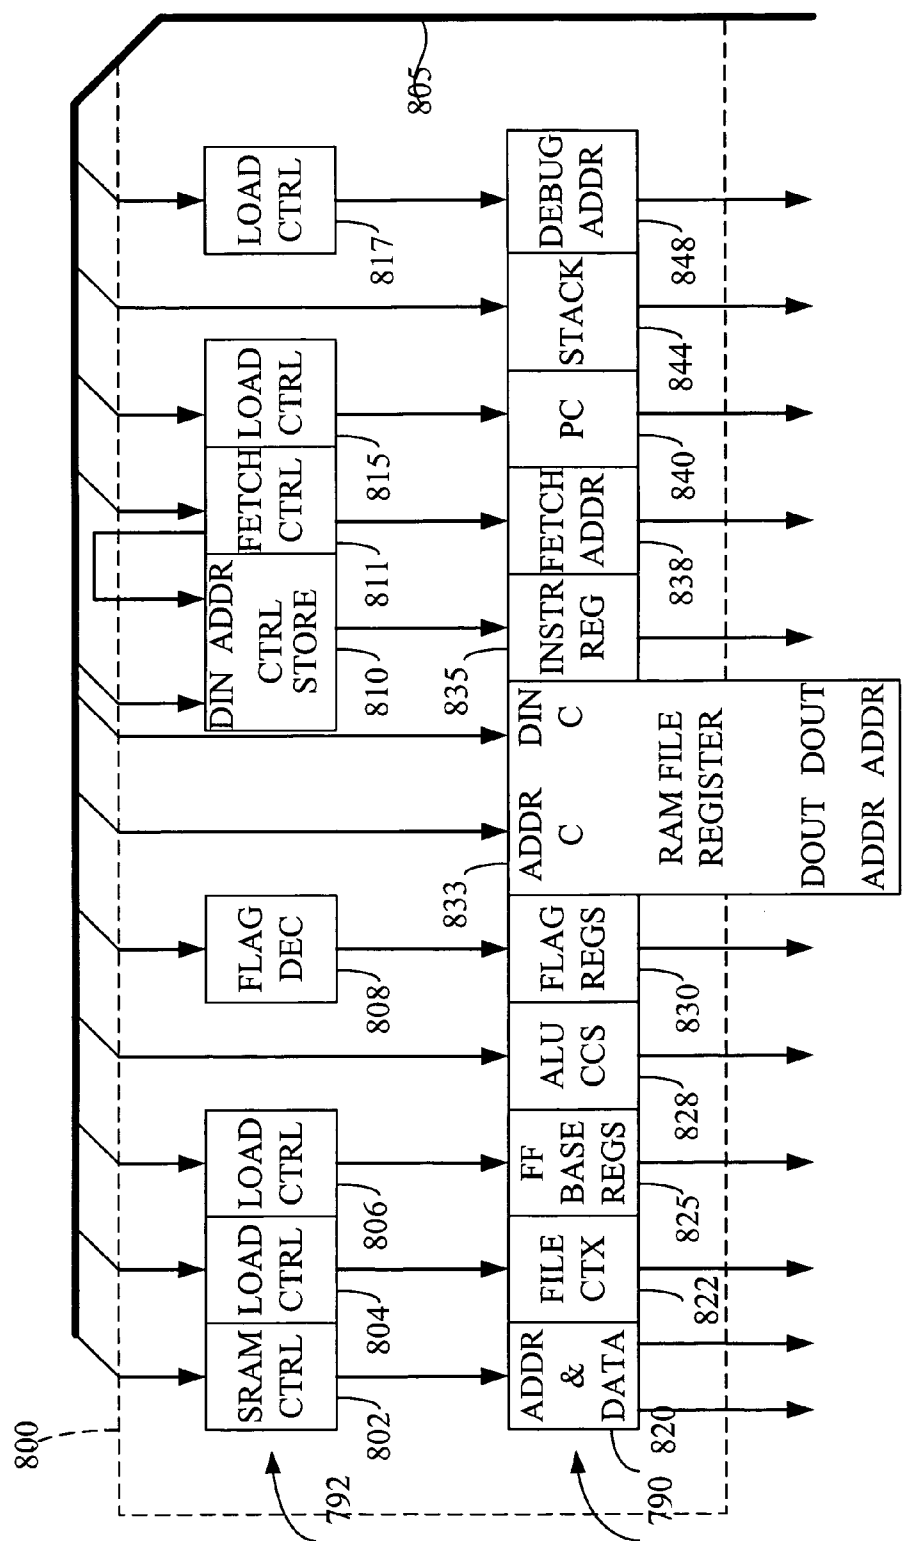 800
805
792
SRAM
CTRL
802
LOAD
CTRL
804
LOAD
CTRL
806
FLAG
DEC
808
DIN ADDR
CTRL
STORE
810
FETCH
CTRL
811
LOAD
CTRL
815
LOAD
CTRL
817
790
ADDR
&
DATA
820
FILE
CTX
822
FF
BASE
REGS
825
ALU
CCS
828
FLAG
REGS
830
833
ADDR DIN
C C
RAM FILE
REGISTER
DOUT DOUT
ADDR ADDR
835
INSTR
REG
FETCH
ADDR
838
PC
840
STACK
844
DEBUG
ADDR
848